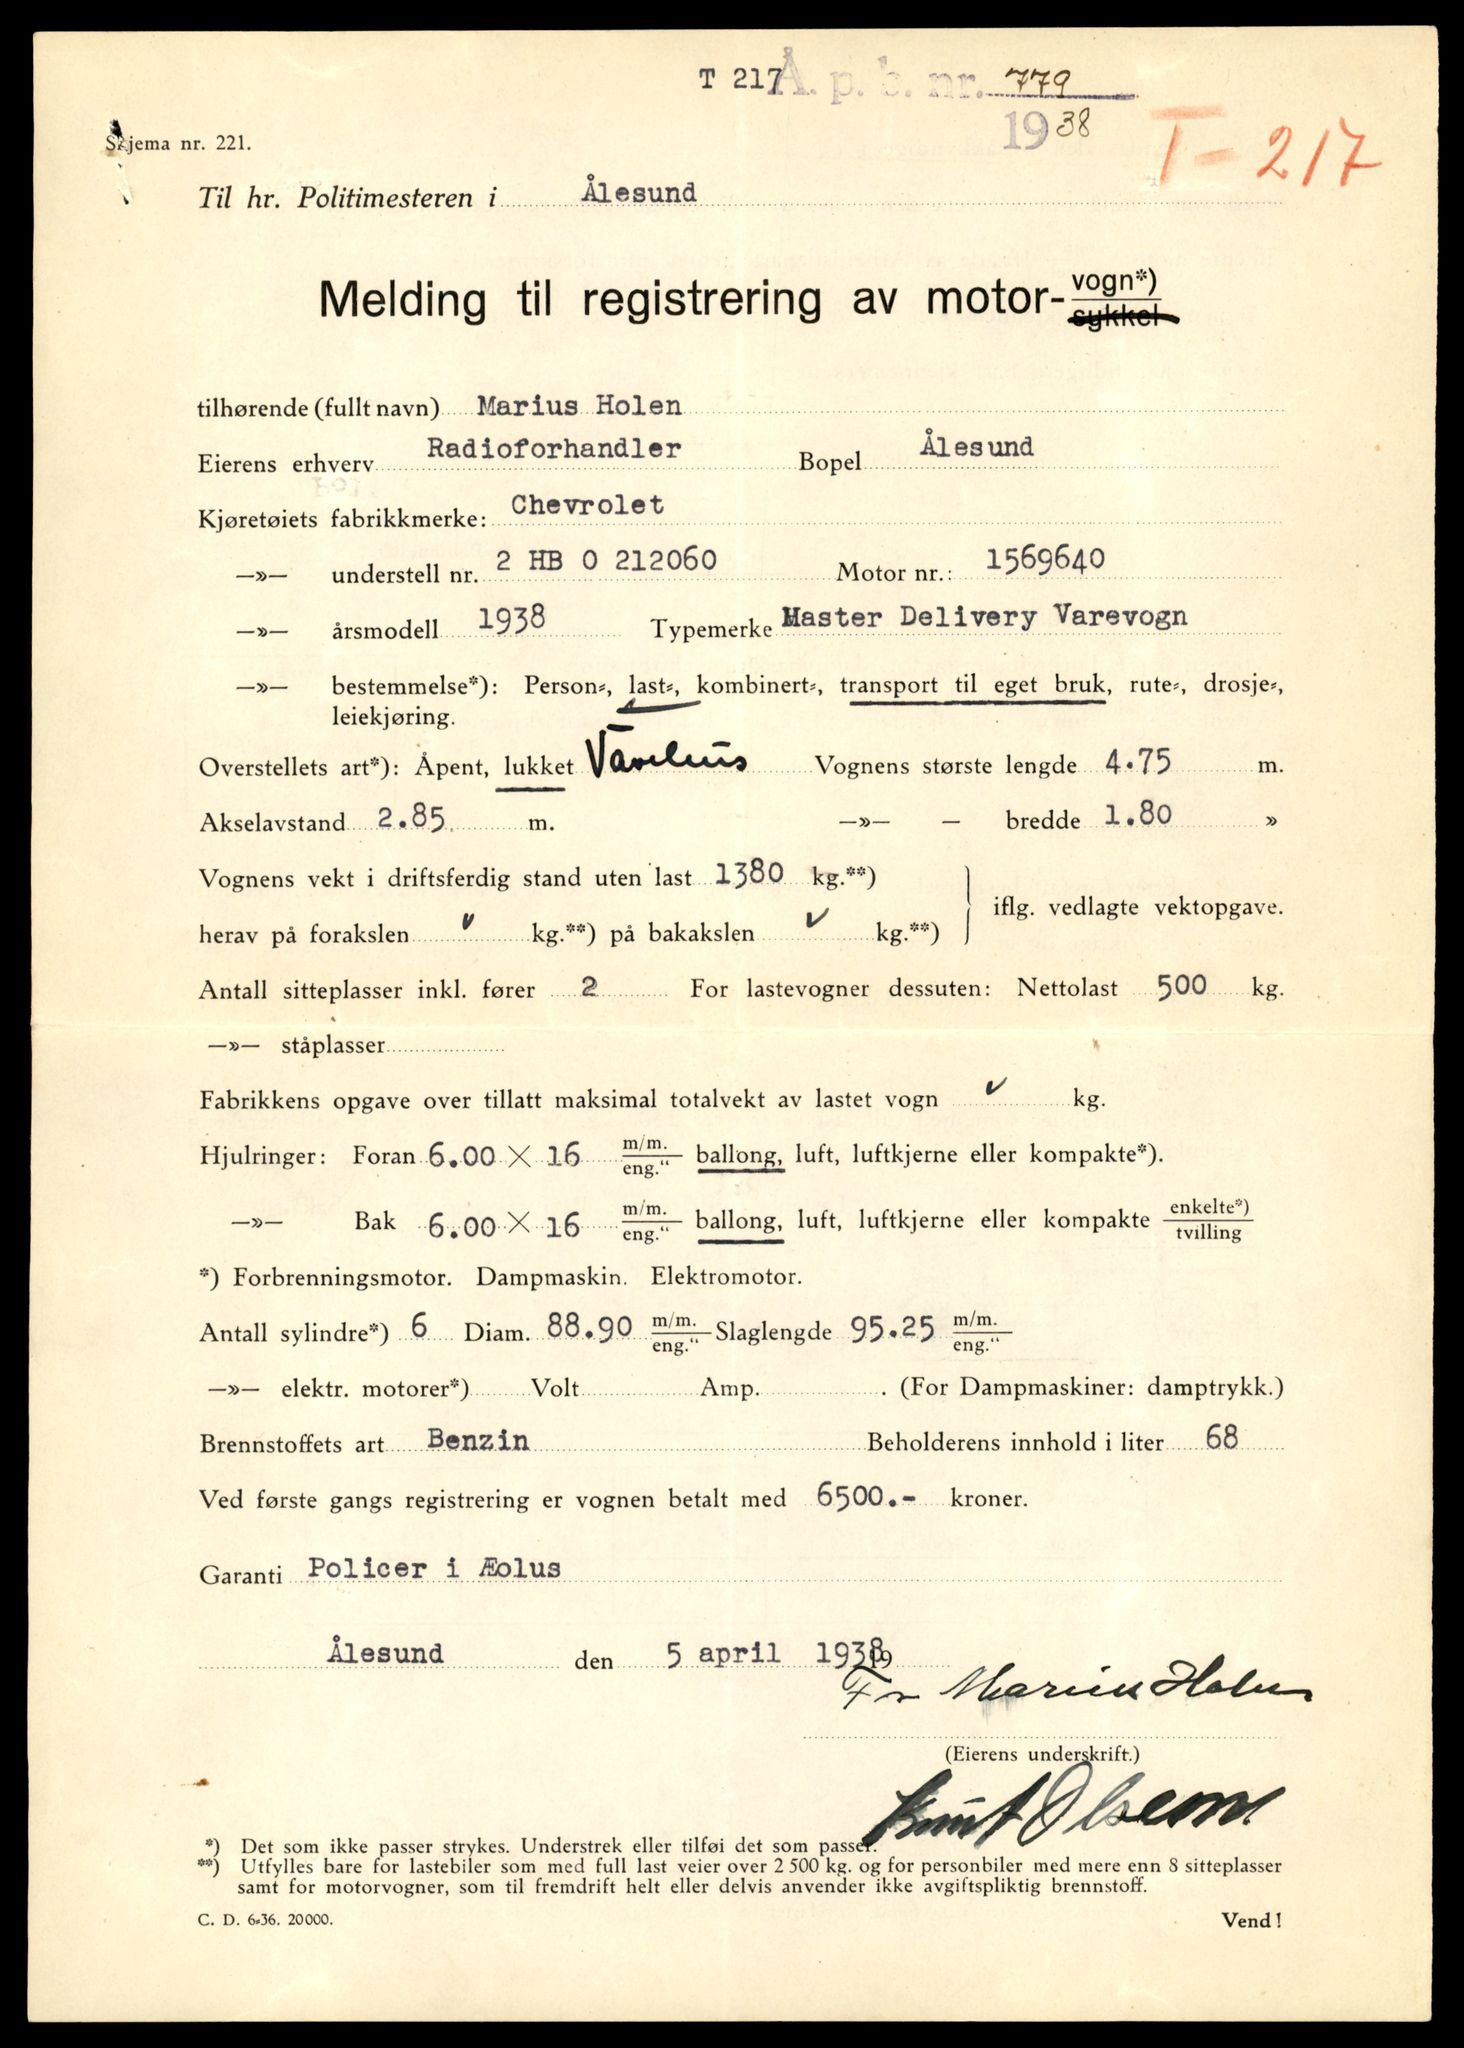 T 217 Å. p. k. nr. 779
1938 T-217
Skjema nr. 221.
Til hr. Politimesteren i Ålesund
Melding til registrering av motor-vogn*)
sykkel
tilhørende (fullt navn) Marius Holen
Eierens erhverv Radioforhandler Bopel Ålesund
Kjøretøiets fabrikkmerke: Chevrolet
—»— understell nr. 2 HB 0 212060 Motor nr.: 1569640
—»— årsmodell 1938 Typemerke Master Delivery Varevogn
—»— bestemmelse*): Person-, last-, kombinert-, transport til eget bruk, rute-, drosje-,
leiekjøring.
Overstellets art*): Åpent, lukket Varehus Vognens største lengde 4.75 m.
Akselavstand 2.85 m. —»— — bredde 1.80 »
Vognens vekt i driftsferdig stand uten last 1380 kg.**)
iflg. vedlagte vektopgave.
herav på forakslen ✓ kg.**) på bakakslen ✓ kg.**)
Antall sitteplasser inkl. fører 2 For lastevogner dessuten: Nettolast 500 kg.
—»— ståplasser
Fabrikkens opgave over tillatt maksimal totalvekt av lastet vogn ✓ kg.
Hjulringer: Foran 6.00 × 16 m/m. eng.“ ballong, luft, luftkjerne eller kompakte*).
—»— Bak 6.00 × 16 m/m. eng.“ ballong, luft, luftkjerne eller kompakte enkelte*) tvilling
*) Forbrenningsmotor. Dampmaskin. Elektromotor.
Antall sylindre*) 6 Diam. 88.90 m/m. eng.“ Slaglengde 95.25 m/m. eng.“
—»— elektr. motorer*) Volt Amp. . (For Dampmaskiner: damptrykk.)
Brennstoffets art Benzin Beholderens innhold i liter 68
Ved første gangs registrering er vognen betalt med 6500.- kroner.
Garanti Policer i Æolus
Ålesund den 5 april 1938 19
Fr Marius Holen
(Eierens underskrift.)
Knut Olsen
*) Det som ikke passer strykes. Understrek eller tilføi det som passer.
**) Utfylles bare for lastebiler som med full last veier over 2 500 kg. og for personbiler med mere enn 8 sitteplasser
samt for motorvogner, som til fremdrift helt eller delvis anvender ikke avgiftspliktig brennstoff.
C. D. 6-36. 20000. Vend!